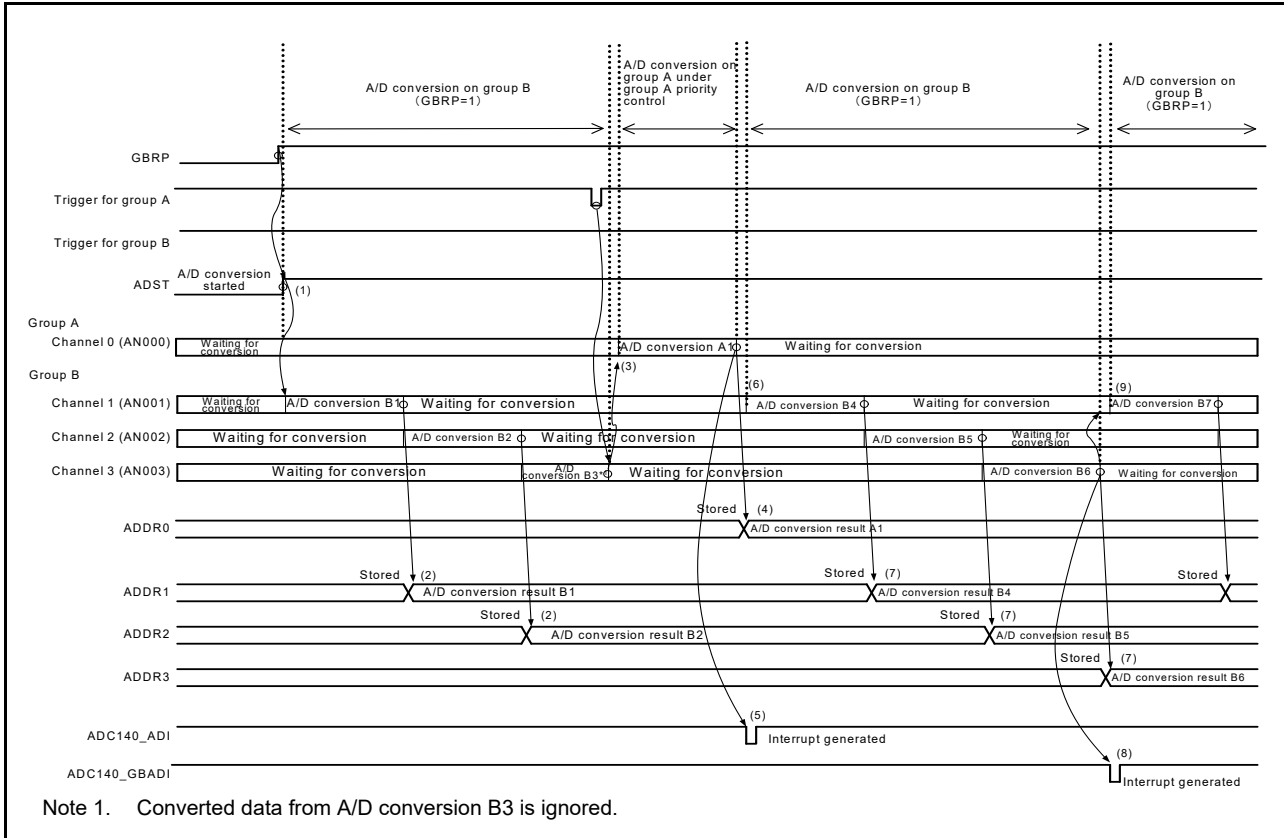 A/D conversion on group B
(GBRP=1)
A/D conversion on
group A under
group A priority
control
A/D conversion on group B
(GBRP=1)
A/D conversion on
group B
(GBRP=1)
GBRP
Trigger for group A
Trigger for group B
ADST
A/D conversion
started
(1)
Group A
Channel 0 (AN000)
Waiting for
conversion
A/D conversion A1
Waiting for conversion
(3)
Group B
(6)
(9)
Channel 1 (AN001)
Waiting for
conversion
A/D conversion B1
Waiting for conversion
A/D conversion B4
Waiting for conversion
A/D conversion B7
Channel 2 (AN002)
Waiting for conversion
A/D conversion B2
Waiting for conversion
A/D conversion B5
Waiting for
conversion
Channel 3 (AN003)
Waiting for conversion
A/D
conversion B3*
Waiting for conversion
A/D conversion B6
Waiting for conversion
Stored (4)
ADDR0
A/D conversion result A1
Stored (2)
Stored (7)
Stored
ADDR1
A/D conversion result B1
A/D conversion result B4
Stored (2)
Stored (7)
ADDR2
A/D conversion result B2
A/D conversion result B5
Stored (7)
ADDR3
A/D conversion result B6
(5)
ADC140_ADI
Interrupt generated
(8)
ADC140_GBADI
Interrupt generated
Note 1. Converted data from A/D conversion B3 is ignored.